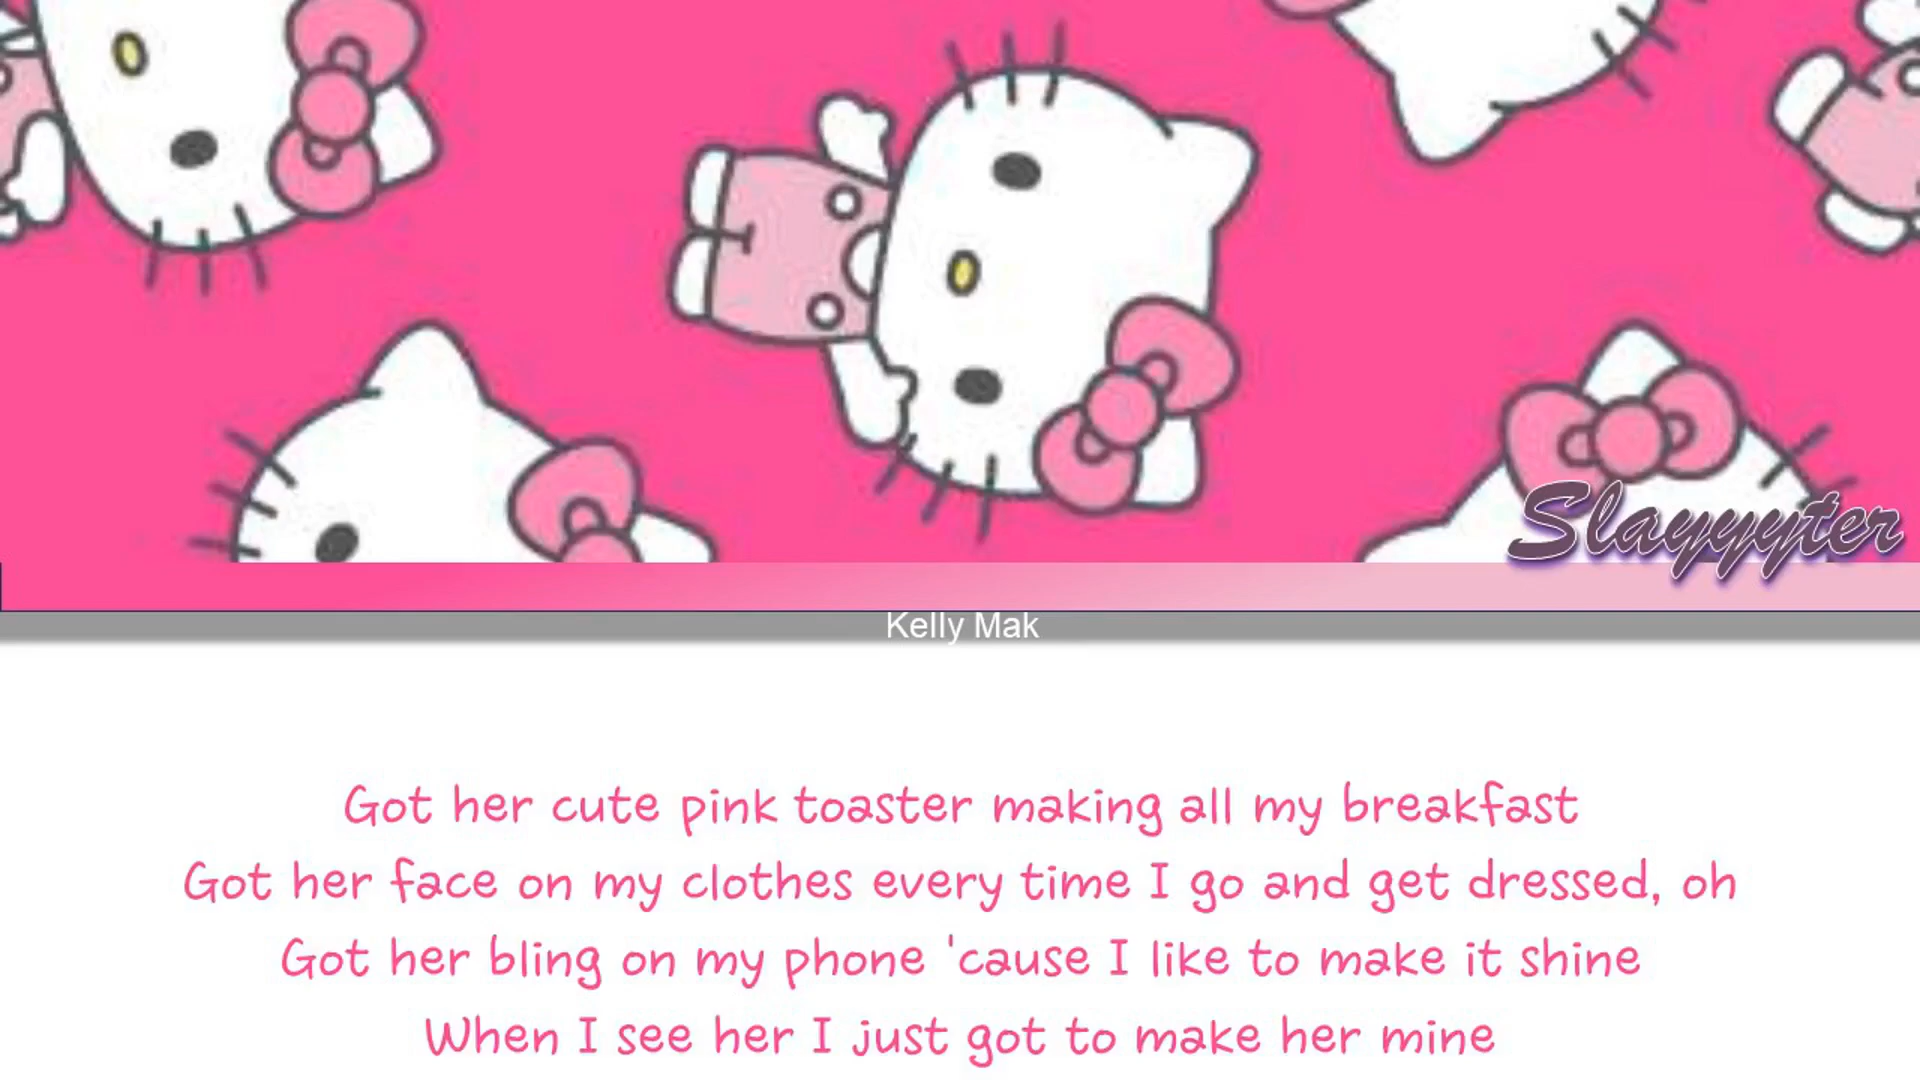 Slayyyter
Kelly Mak
Got her cute pink toaster making all my breakfast
Got her face on my clothes every time I go and get dressed, oh
Got her bling on my phone 'cause I like to make it shine
When I see her I just got to make her mine